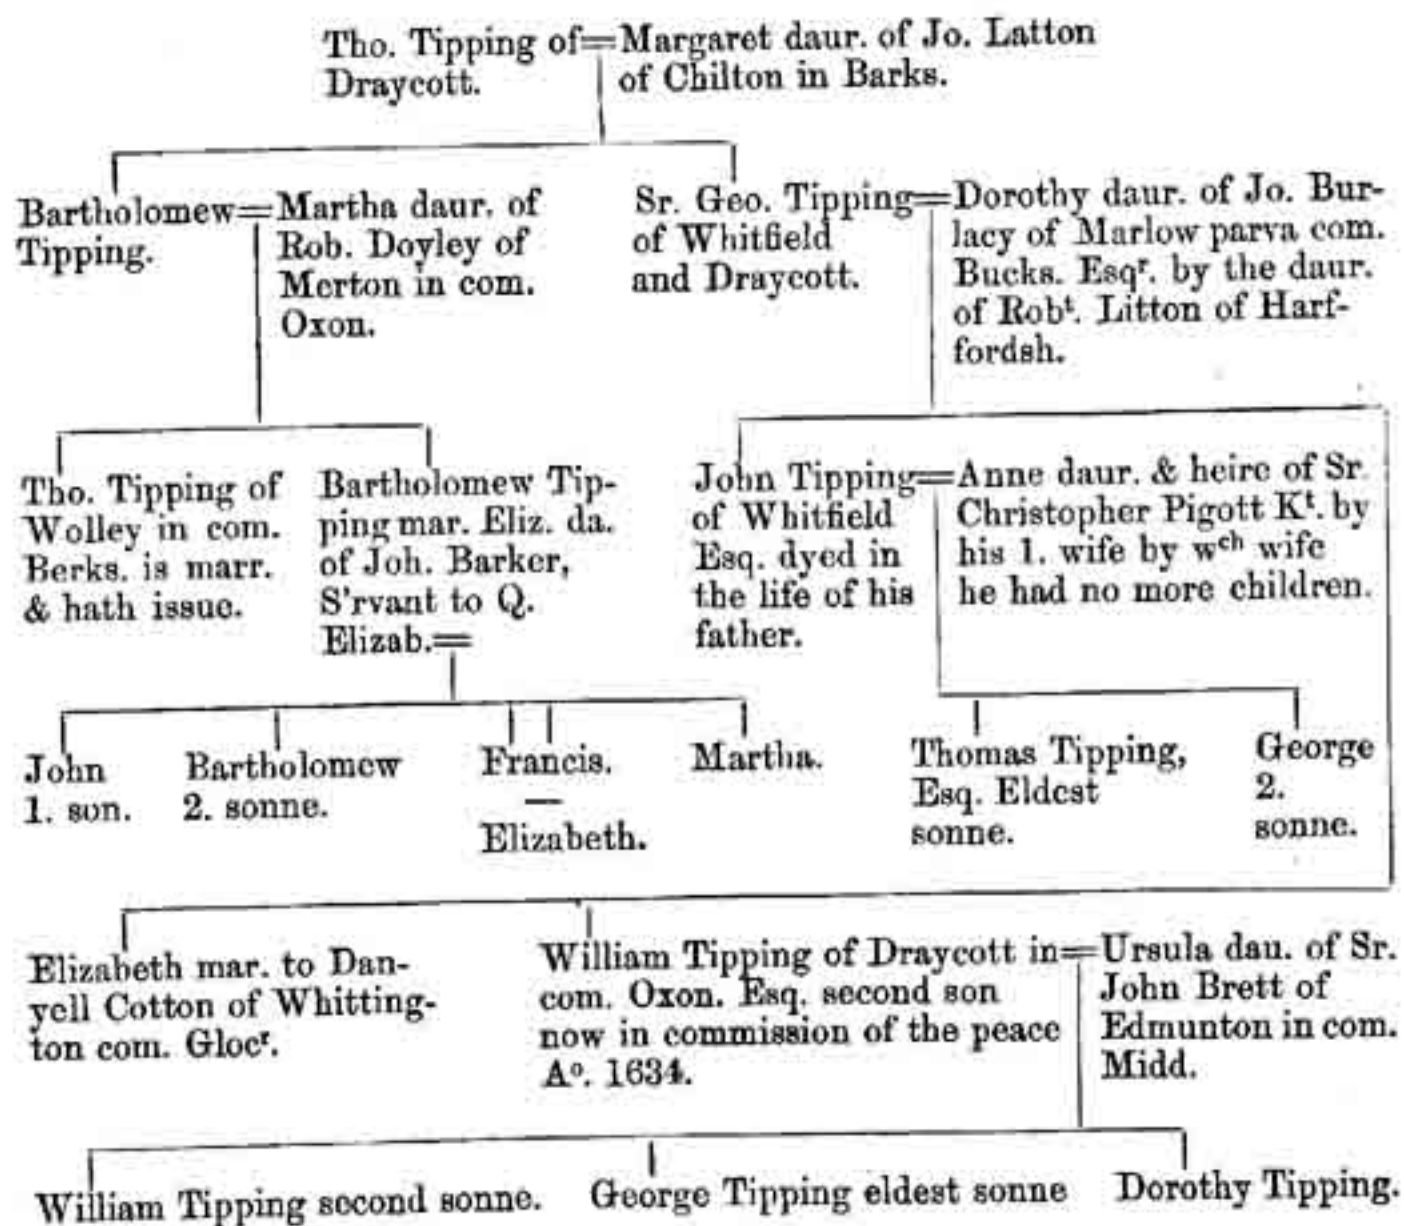 Tho. Tipping of=Margaret daur. of Jo. Latton
Draycott. of Chilton in Barks.
Bartholomew=Martha daur. of
Tipping. Rob. Doyley of
Merton in com.
Oxon.
Sr. Geo. Tipping=Dorothy daur. of Jo. Bur-
of Whitfield lacy of Marlow parva com.
and Draycott. Bucks. Esqʳ. by the daur.
of Robᵗ. Litton of Harf-
fordsh.
Tho. Tipping of
Wolley in com.
Berks. is marr.
& hath issue.
Bartholomew Tip-
ping mar. Eliz. da.
of Joh. Barker,
S'rvant to Q.
Elizab.=
John Tipping=Anne daur. & heire of Sr.
of Whitfield Christopher Pigott Kᵗ. by
Esq. dyed in his 1. wife by wᶜʰ wife
the life of his he had no more children.
father.
John
1. son.
Bartholomew
2. sonne.
Francis.
—
Elizabeth.
Martha.
Thomas Tipping,
Esq. Eldest
sonne.
George
2.
sonne.
Elizabeth mar. to Dan-
yell Cotton of Whitting-
ton com. Glocʳ.
William Tipping of Draycott in=Ursula dau. of Sr.
com. Oxon. Esq. second son John Brett of
now in commission of the peace Edmunton in com.
Aᵒ. 1634. Midd.
William Tipping second sonne.
George Tipping eldest sonne
Dorothy Tipping.